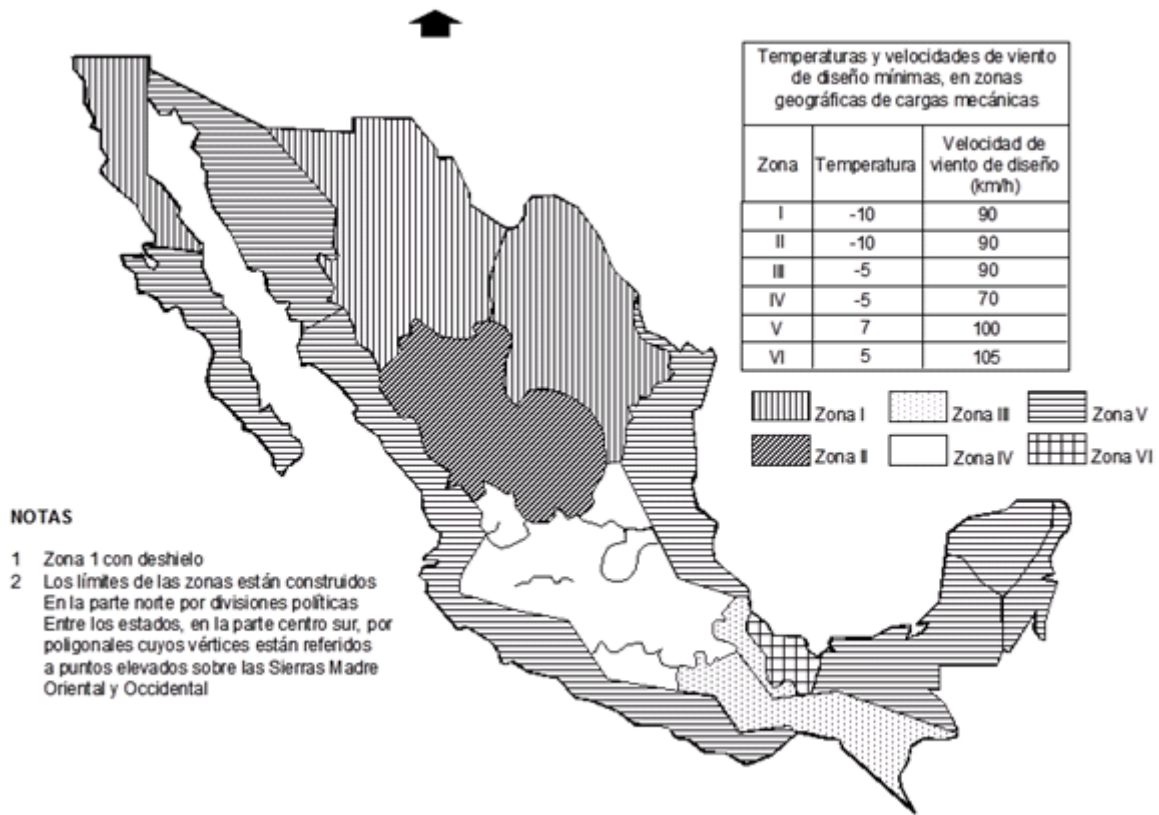 Temperaturas y velocidades de viento
de diseño mínimas, en zonas
geográficas de cargas mecánicas
Zona Temperatura Velocidad de
viento de diseño
(km/h)
I -10 90
II -10 90
III -5 90
IV -5 70
V 7 100
VI 5 105
Zona I Zona III Zona V
Zona II Zona IV Zona VI
NOTAS
1 Zona 1 con deshielo
2 Los límites de las zonas están construidos
En la parte norte por divisiones políticas
Entre los estados, en la parte centro sur, por
poligonales cuyos vértices están referidos
a puntos elevados sobre las Sierras Madre
Oriental y Occidental